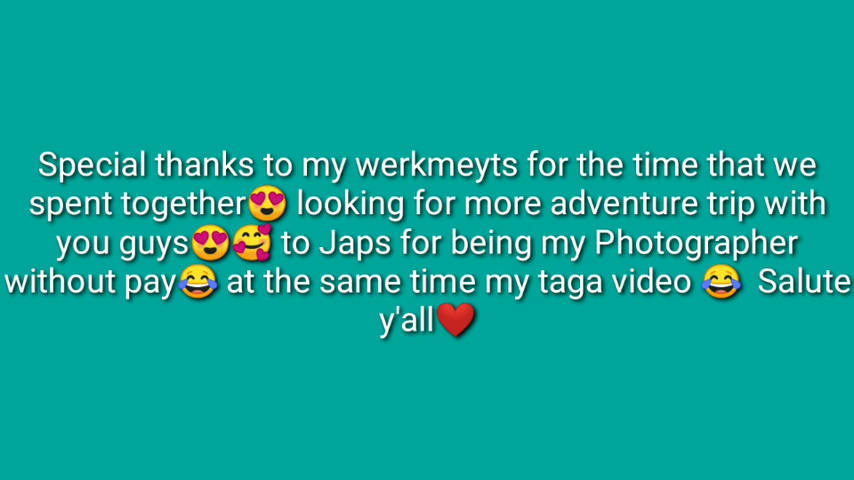 Special thanks to my werkmeyts for the time that we
spent together😍 looking for more adventure trip with
you guys😍🥰 to Japs for being my Photographer
without pay😂 at the same time my taga video 😂 Salute
y'all❤️